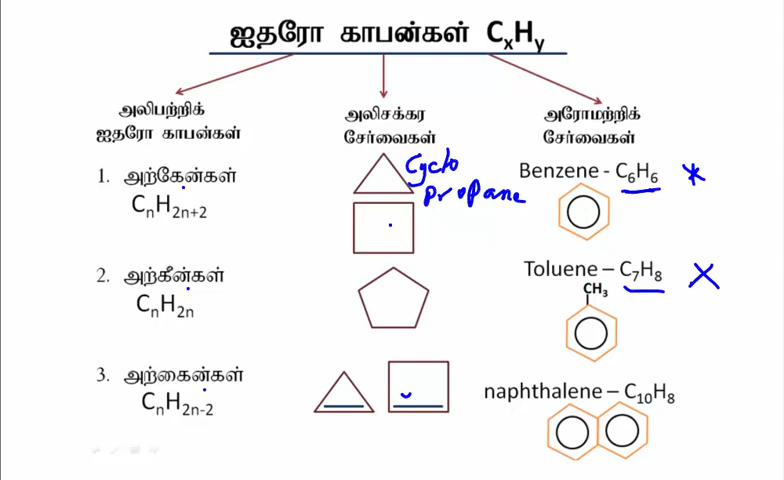 ஐதரோ காபன்கள் CₓHᵧ
அலிபற்றிக்
ஐதரோ காபன்கள்
1. அற்கேன்கள்
CₙH₂ₙ₊₂
2. அற்கீன்கள்
CₙH₂ₙ
3. அற்கைன்கள்
CₙH₂ₙ₋₂
அலிசக்கர
சேர்வைகள்
Cyclo
propane
அரோமற்றிக்
சேர்வைகள்
Benzene - C₆H₆
Toluene – C₇H₈
CH₃
naphthalene – C₁₀H₈